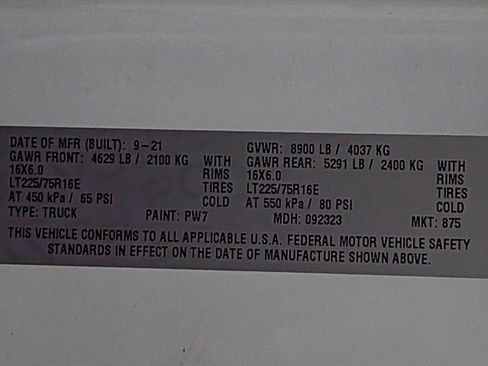 DATE OF MFR (BUILT): 9-21 GVWR: 8900 LB / 4037 KG
GAWR FRONT: 4629 LB / 2100 KG WITH GAWR REAR: 5291 LB / 2400 KG WITH
16X6.0 RIMS 16X6.0 RIMS
LT225/75R16E TIRES LT225/75R16E TIRES
AT 450 kPa / 65 PSI COLD AT 550 kPa / 80 PSI COLD
TYPE: TRUCK PAINT: PW7 MDH: 092323 MKT: 875
THIS VEHICLE CONFORMS TO ALL APPLICABLE U.S.A. FEDERAL MOTOR VEHICLE SAFETY
STANDARDS IN EFFECT ON THE DATE OF MANUFACTURE SHOWN ABOVE.